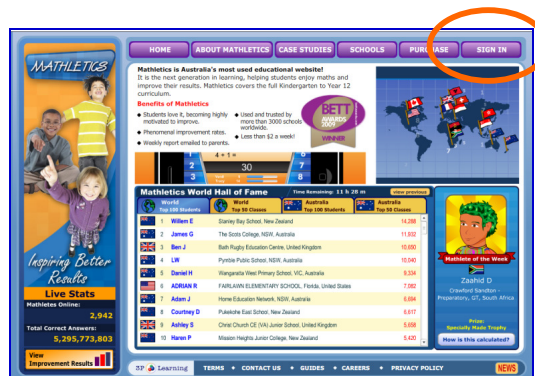 HOME ABOUT MATHLETICS CASE STUDIES SCHOOLS PURCHASE SIGN IN
MATHLETICS
Inspiring Better
Results
Live Stats
Mathletes Online:
2,942
Total Correct Answers:
5,295,773,803
View
Improvement Results
Mathletics is Australia's most used educational website!
It is the next generation in learning, helping students enjoy maths and
improve their results. Mathletics covers the full Kindergarten to Year 12
curriculum.
Benefits of Mathletics
Students love it, becoming highly
motivated to improve.
Phenomenal improvement rates.
Weekly report emailed to parents.
Used and trusted by
more than 3000 schools
worldwide.
Less than $2 a week!
BETT
AWARDS
2009
WINNER
4 + 1 =
30
2
3
7
8
Mathletics World Hall of Fame Time Remaining: 11 h 28 m view previous
World
Top 100 Students
World
Top 50 Classes
Australia
Top 100 Students
Australia
Top 50 Classes
1 Willem E Stanley Bay School, New Zealand 14,288
2 James G The Scots College, NSW, Australia 11,932
3 Ben J Bath Rugby Education Centre, United Kingdom 10,600
4 LW Pymble Public School, NSW, Australia 10,540
5 Daniel H Wangaratta West Primary School, VIC, Australia 9,334
6 ADRIAN R FAIRLAWN ELEMENTARY SCHOOL, Florida, United States 7,082
7 Adam J Home Education Network, NSW, Australia 6,884
8 Courtney D Pukekohe East School, New Zealand 6,617
9 Ashley S Christ Church CE (VA) Junior School, United Kingdom 5,658
10 Haren P Mission Heights Junior College, New Zealand 5,420
Mathlete of the Week
Zaahid D
Crawford Sandton -
Preparatory, GT, South Africa
Prize:
Specially Made Trophy
How is this calculated?
3P Learning TERMS • CONTACT US • GUIDES • CAREERS • PRIVACY POLICY NEWS